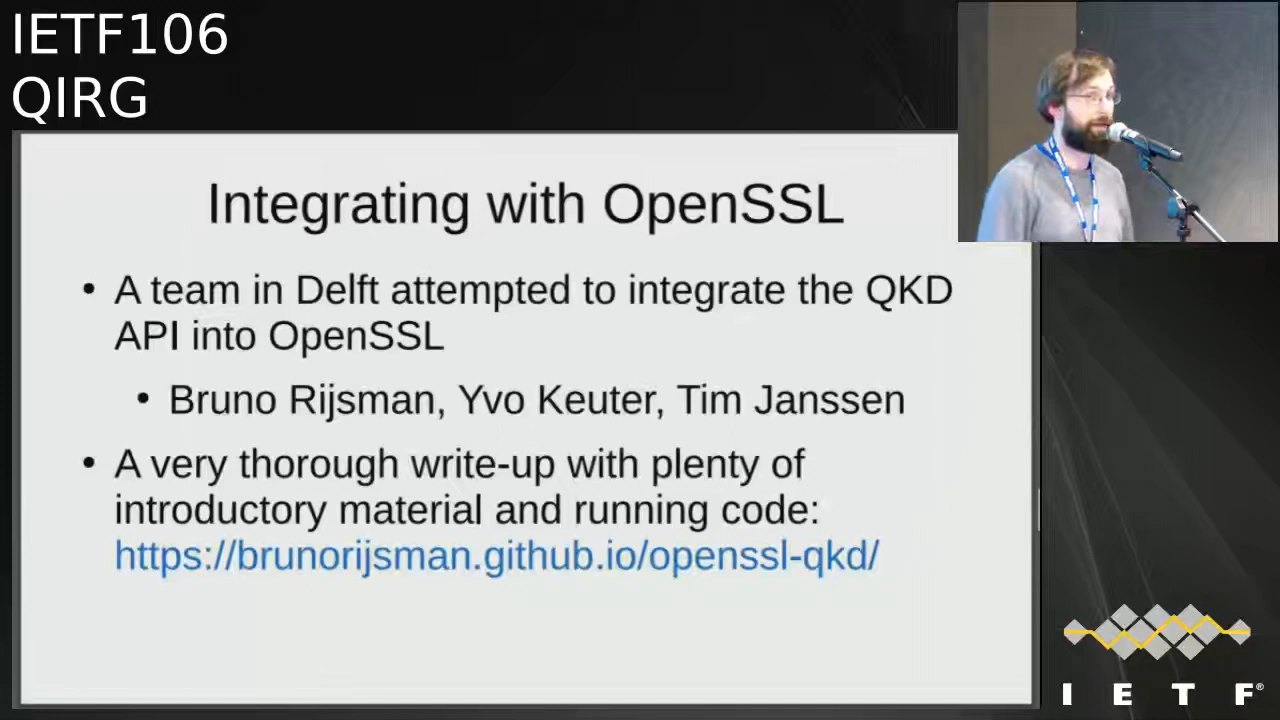 IETF106
QIRG
Integrating with OpenSSL
• A team in Delft attempted to integrate the QKD
API into OpenSSL
• Bruno Rijsman, Yvo Keuter, Tim Janssen
• A very thorough write-up with plenty of
introductory material and running code:
https://brunorijsman.github.io/openssl-qkd/
I E T F®